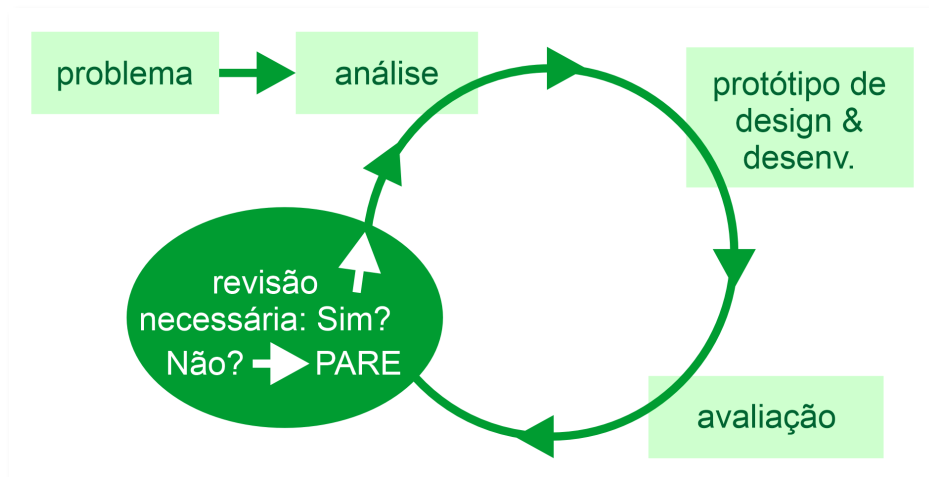 problema
análise
protótipo de
design &
desenv.
avaliação
revisão
necessária: Sim?
Não? PARE